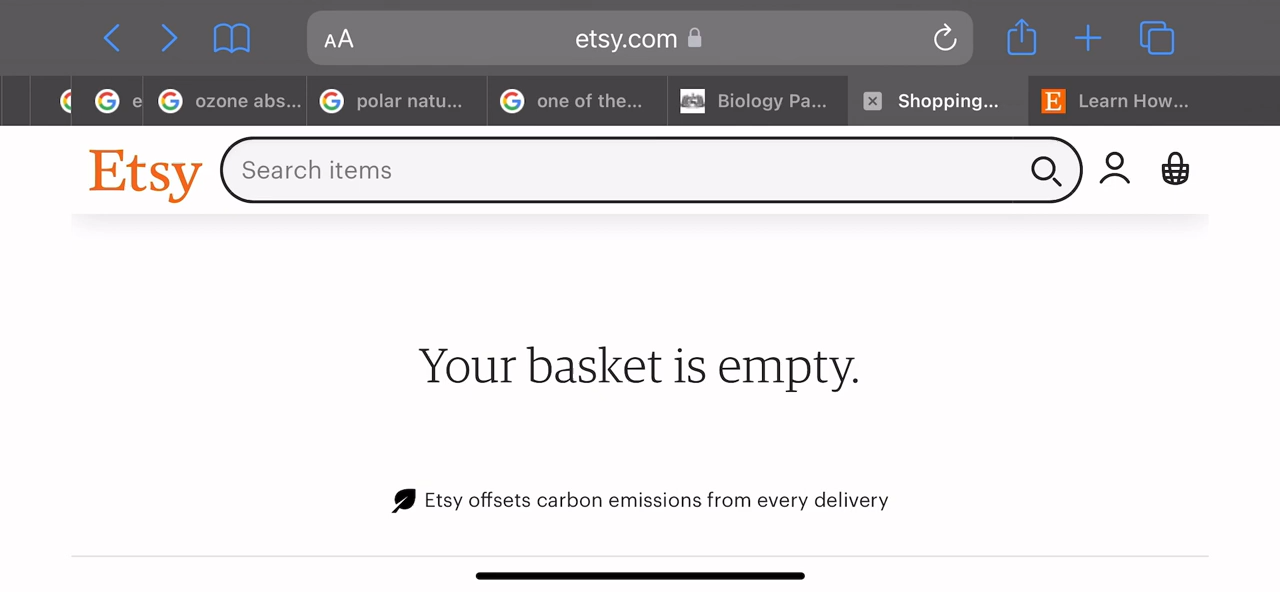 AA
etsy.com
e
ozone abs...
polar natu...
one of the...
Biology Pa...
Shopping...
E
Learn How...
Etsy
Search items
Your basket is empty.
Etsy offsets carbon emissions from every delivery